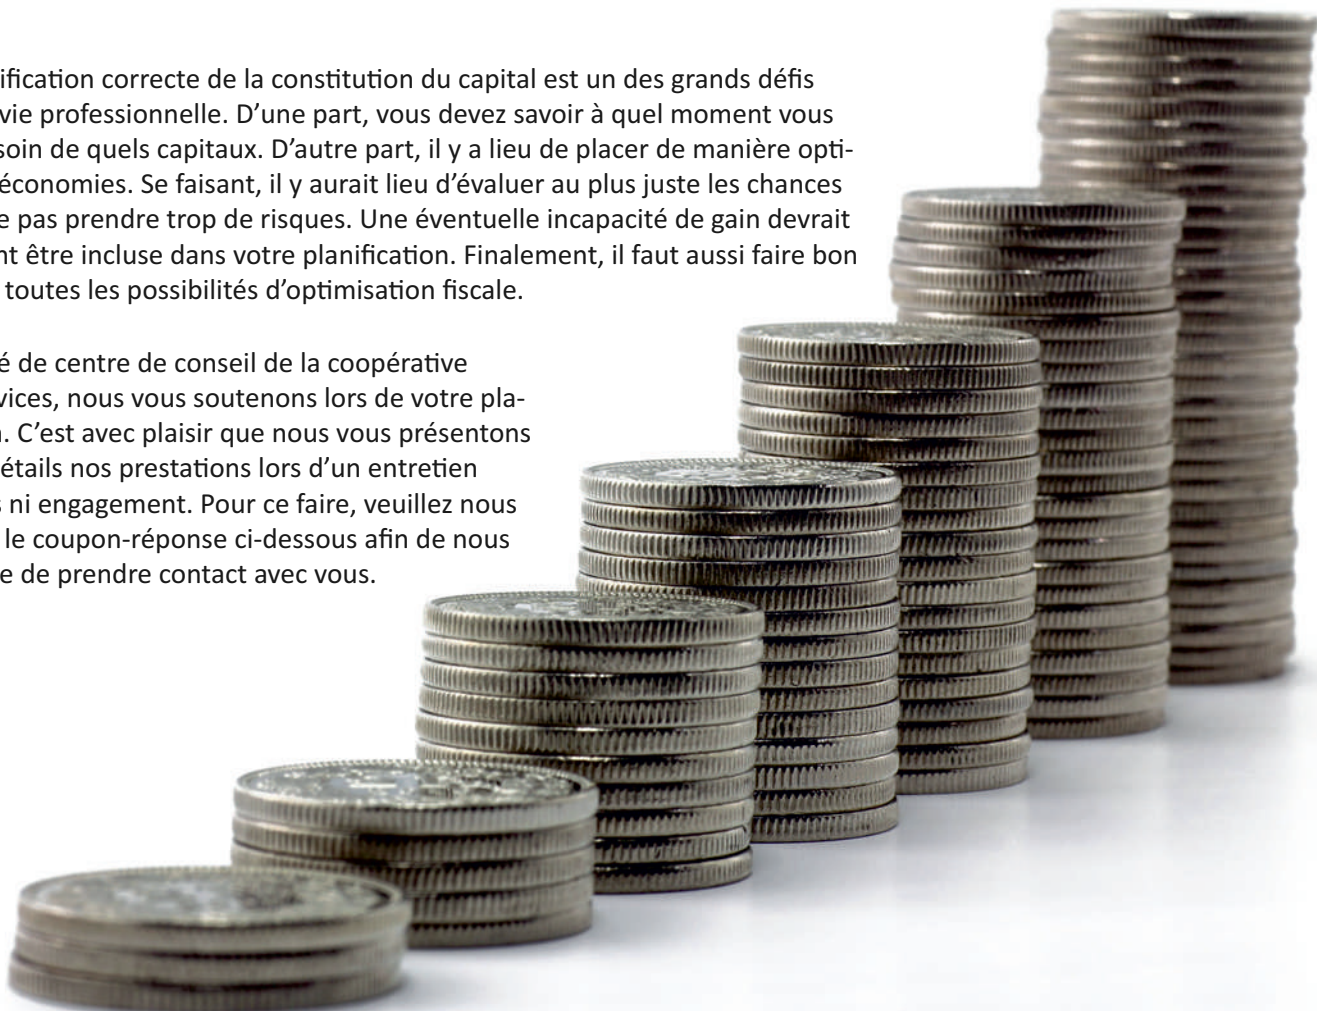 ification correcte de la constitution du capital est un des grands défis
vie professionnelle. D'une part, vous devez savoir à quel moment vous
soin de quels capitaux. D'autre part, il y a lieu de placer de manière opti-
économies. Se faisant, il y aurait lieu d'évaluer au plus juste les chances
e pas prendre trop de risques. Une éventuelle incapacité de gain devrait
nt être incluse dans votre planification. Finalement, il faut aussi faire bon
toutes les possibilités d'optimisation fiscale.
é de centre de conseil de la coopérative
vices, nous vous soutenons lors de votre pla-
. C'est avec plaisir que nous vous présentons
étails nos prestations lors d'un entretien
s ni engagement. Pour ce faire, veuillez nous
le coupon-réponse ci-dessous afin de nous
e de prendre contact avec vous.